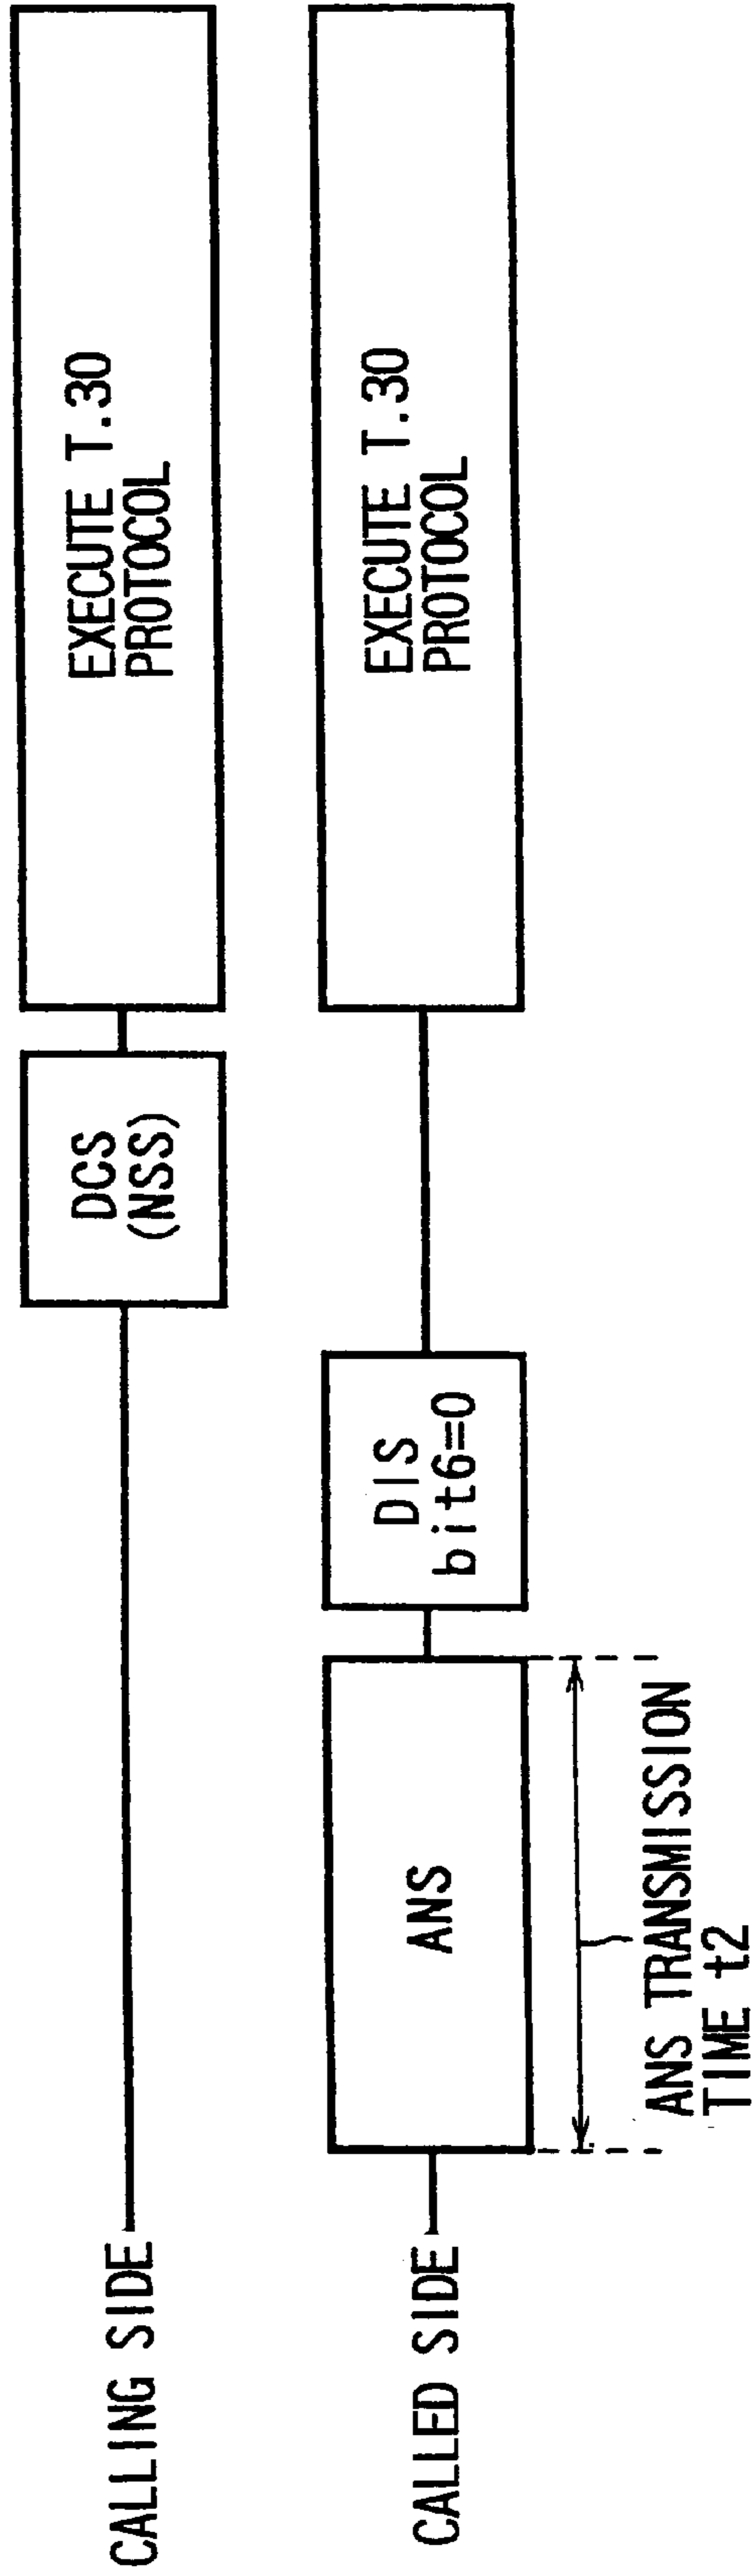 CALLING SIDE
DCS
(NSS)
EXECUTE T.30
PROTOCOL
CALLED SIDE
ANS
DIS
bit6=0
EXECUTE T.30
PROTOCOL
ANS TRANSMISSION
TIME t2